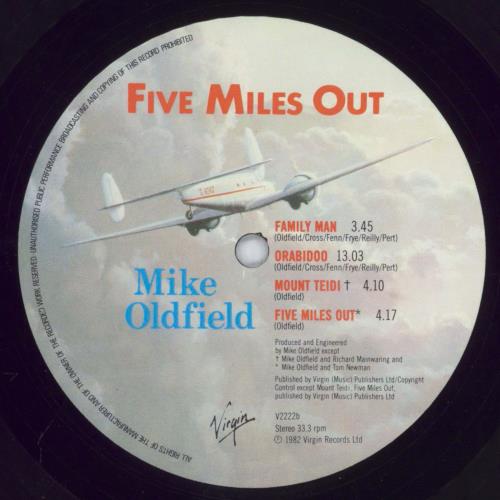 ALL RIGHTS OF THE MANUFACTURER AND OF THE OWNER OF THE RECORDED WORK RESERVED · UNAUTHORISED PUBLIC PERFORMANCE BROADCASTING AND COPYING OF THIS RECORD PROHIBITED
FIVE MILES OUT
FAMILY MAN 3.45
(Oldfield/Cross/Fenn/Frye/Reilly/Pert)
ORABIDOO 13.03
(Oldfield/Cross/Fenn/Frye/Reilly/Pert)
MOUNT TEIDI † 4.10
(Oldfield)
FIVE MILES OUT* 4.17
(Oldfield)
Mike
Oldfield
Produced and Engineered
by Mike Oldfield except
† Mike Oldfield and Richard Mainwaring and
* Mike Oldfield and Tom Newman
Published by Virgin (Music) Publishers Ltd/Copyright
Control except Mount Teidi, Five Miles Out,
published by Virgin (Music) Publishers Ltd
Virgin
V2222b
Stereo 33.3 rpm
℗ 1982 Virgin Records Ltd